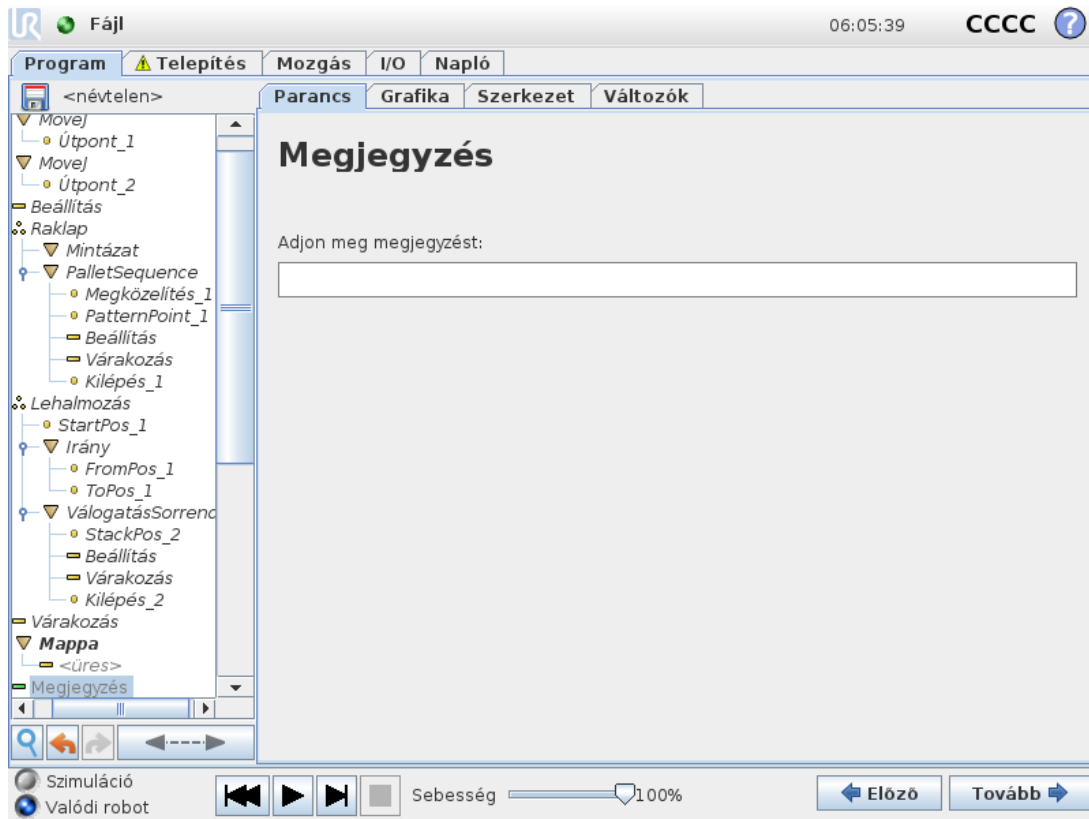 UR Fájl 06:05:39 CCCC ?
Program Telepítés Mozgás I/O Napló
<névtelen>
Parancs Grafika Szerkezet Változók
MoveJ
Útpont_1
MoveJ
Útpont_2
Beállítás
Raklap
Mintázat
PalletSequence
Megközelítés_1
PatternPoint_1
Beállítás
Várakozás
Kilépés_1
Lehalmozás
StartPos_1
Irány
FromPos_1
ToPos_1
VálogatásSorrend
StackPos_2
Beállítás
Várakozás
Kilépés_2
Várakozás
Mappa
<üres>
Megjegyzés
Megjegyzés
Adjon meg megjegyzést:
Szimuláció
Valódi robot
Sebesség 100%
Előző Tovább